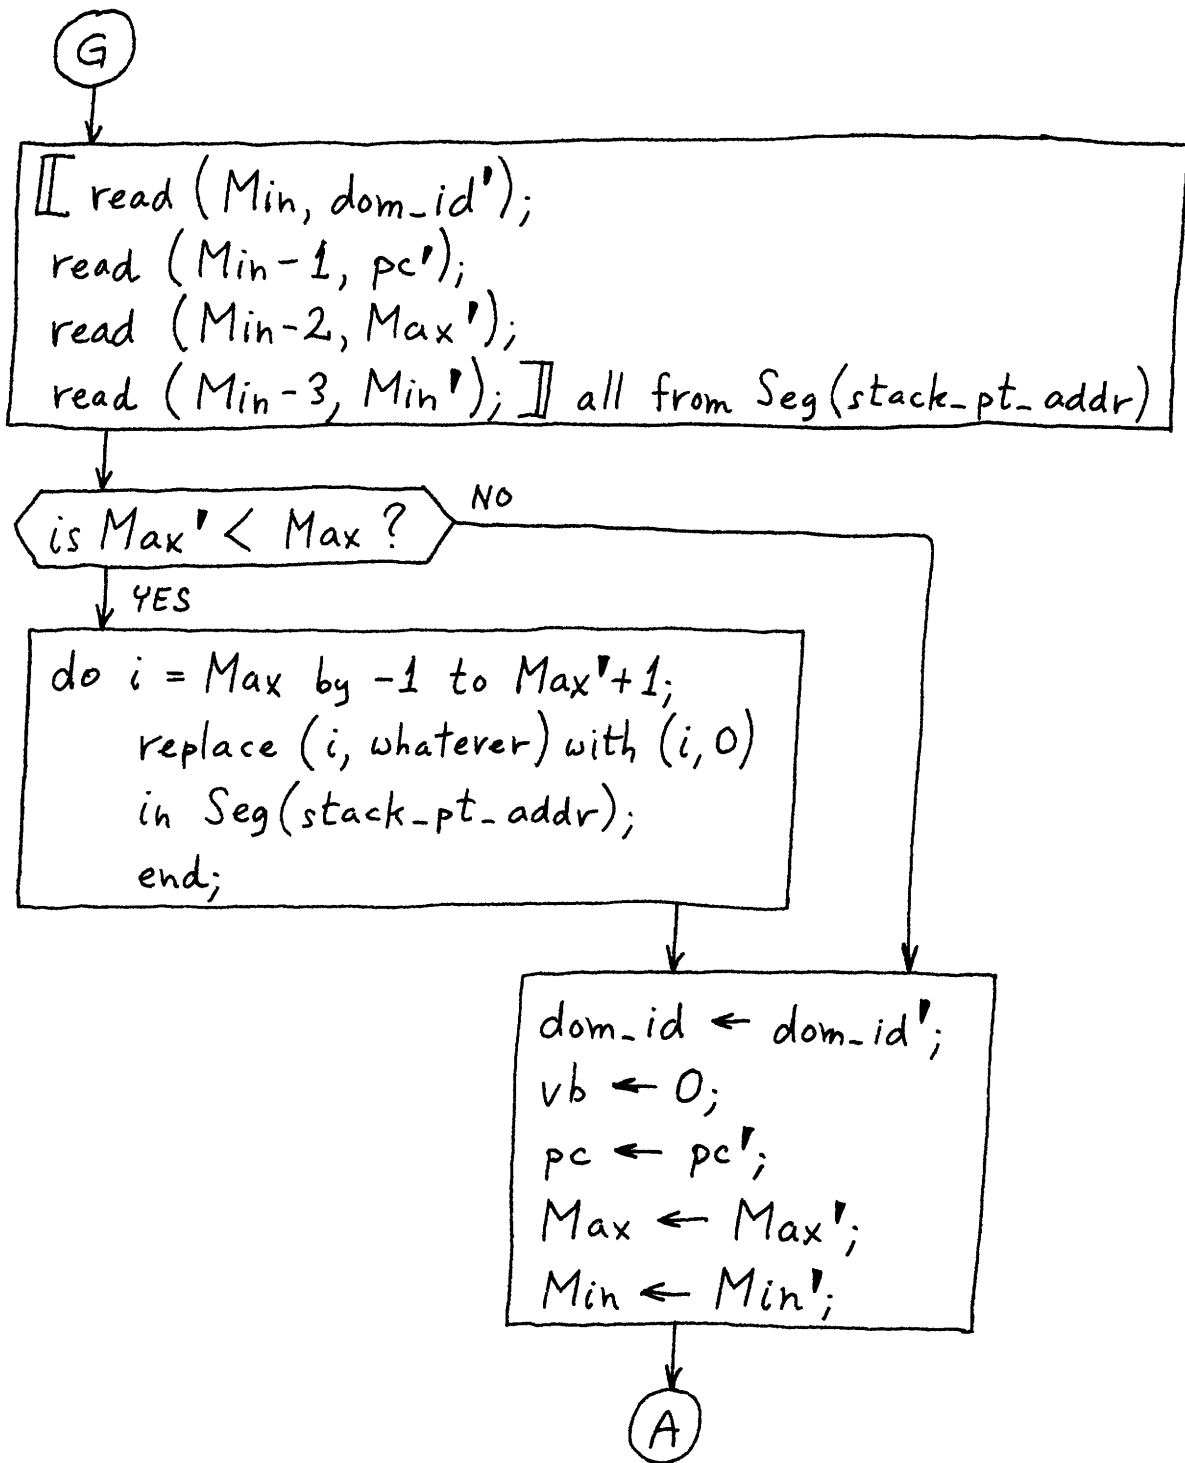 G
⟦ read (Min, dom_id');
read (Min-1, pc');
read (Min-2, Max');
read (Min-3, Min'); ⟧ all from Seg(stack_pt_addr)
is Max' < Max ?
NO
YES
do i = Max by -1 to Max'+1;
replace (i, whatever) with (i, 0)
in Seg(stack_pt_addr);
end;
dom_id ← dom_id';
vb ← 0;
pc ← pc';
Max ← Max';
Min ← Min';
A